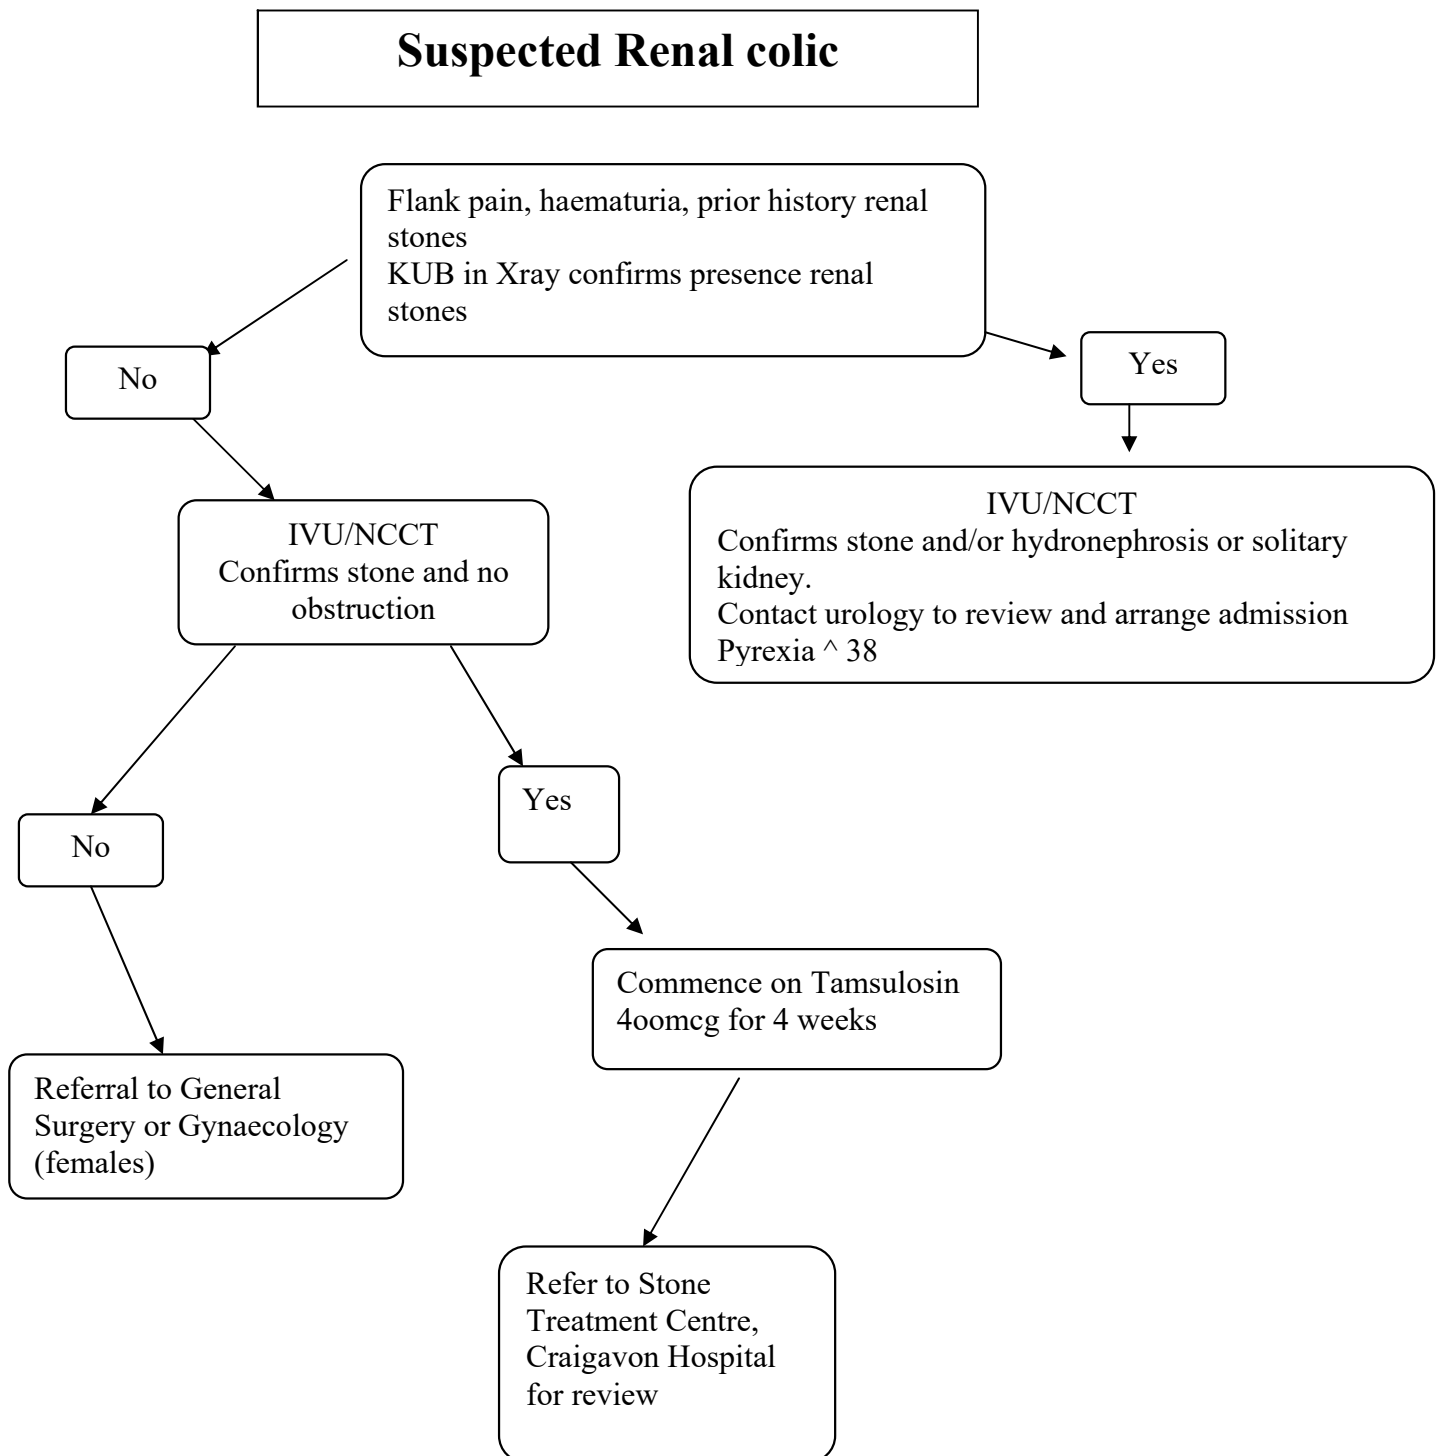 Suspected Renal colic
Flank pain, haematuria, prior history renal
stones
KUB in Xray confirms presence renal
stones
No
Yes
IVU/NCCT
Confirms stone and no
obstruction
IVU/NCCT
Confirms stone and/or hydronephrosis or solitary
kidney.
Contact urology to review and arrange admission
Pyrexia ^ 38
No
Yes
Commence on Tamsulosin
4oomcg for 4 weeks
Referral to General
Surgery or Gynaecology
(females)
Refer to Stone
Treatment Centre,
Craigavon Hospital
for review